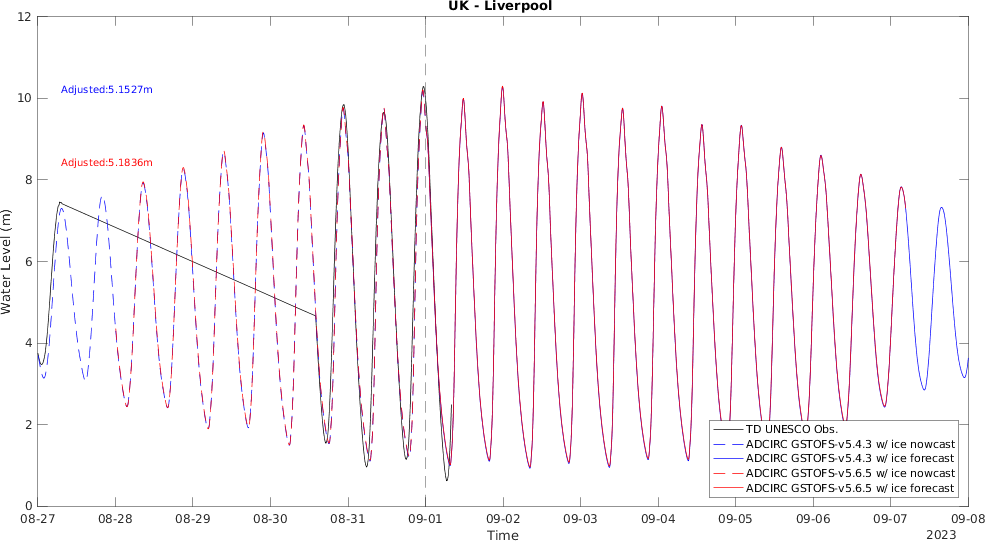 UK - Liverpool
12
10
8
6
4
2
0
Water Level (m)
Adjusted:5.1527m
Adjusted:5.1836m
TD UNESCO Obs.
ADCIRC GSTOFS-v5.4.3 w/ ice nowcast
ADCIRC GSTOFS-v5.4.3 w/ ice forecast
ADCIRC GSTOFS-v5.6.5 w/ ice nowcast
ADCIRC GSTOFS-v5.6.5 w/ ice forecast
08-27 08-28 08-29 08-30 08-31 09-01 09-02 09-03 09-04 09-05 09-06 09-07 09-08
Time
2023